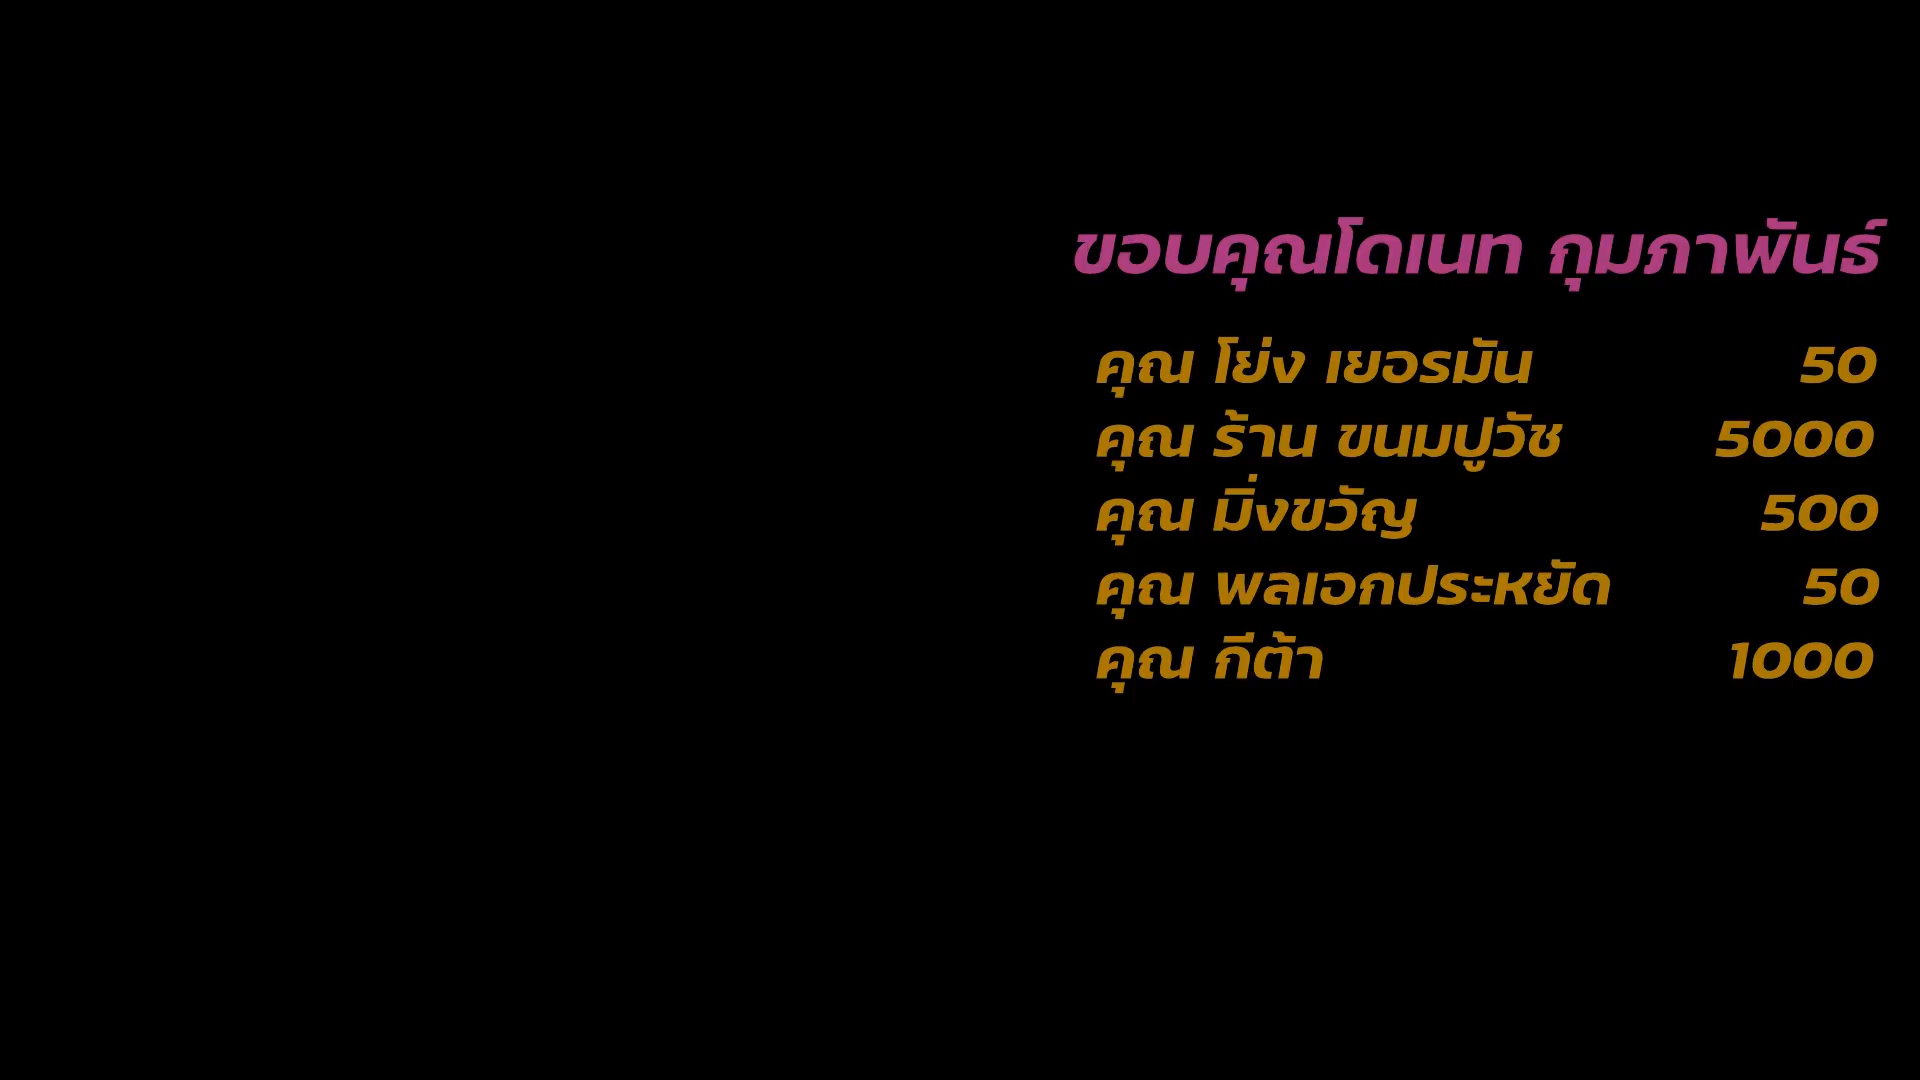 ขอบคุณโดเนท กุมภาพันธ์
คุณ โย่ง เยอรมัน 50
คุณ ร้าน ขนมปูวัช 5000
คุณ มิ่งขวัญ 500
คุณ พลเอกประหยัด 50
คุณ กีต้า 1000